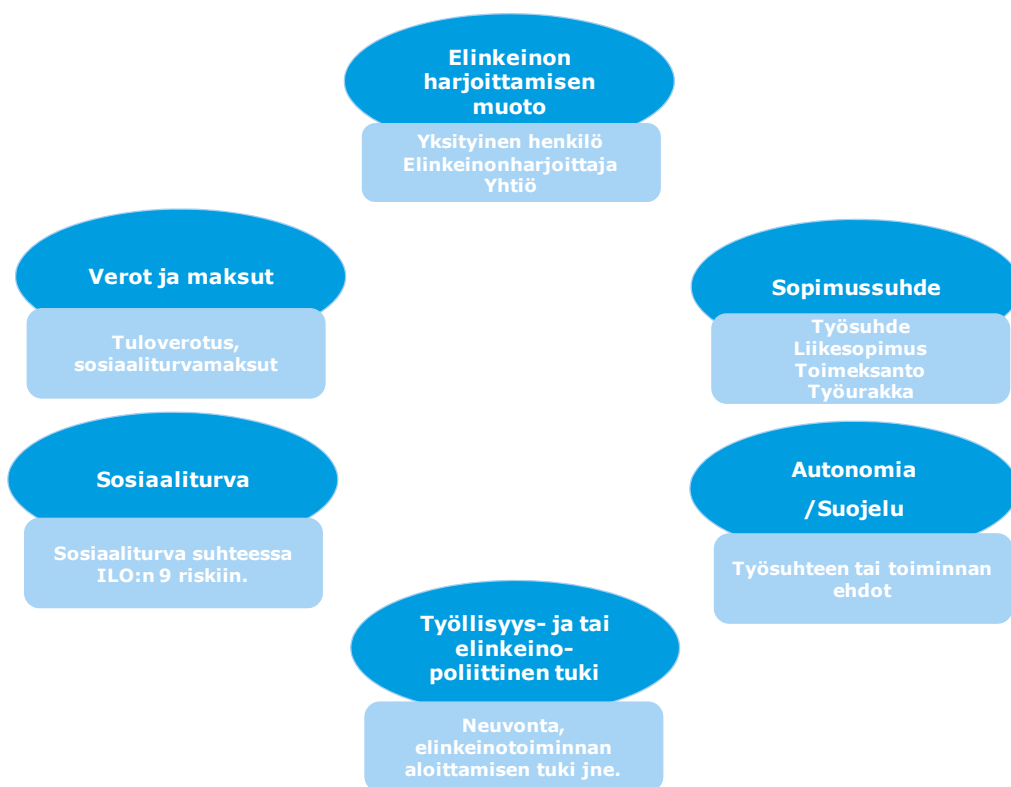 Elinkeinon
harjoittamisen
muoto
Yksityinen henkilö
Elinkeinonharjoittaja
Yhtiö
Verot ja maksut
Tuloverotus,
sosiaaliturvamaksut
Sopimussuhde
Työsuhde
Liikesopimus
Toimeksanto
Työurakka
Sosiaaliturva
Sosiaaliturva suhteessa
ILO:n 9 riskiin.
Autonomia
/Suojelu
Työsuhteen tai toiminnan
ehdot
Työllisyys- ja tai
elinkeino-
poliittinen tuki
Neuvonta,
elinkeinotoiminnan
aloittamisen tuki jne.